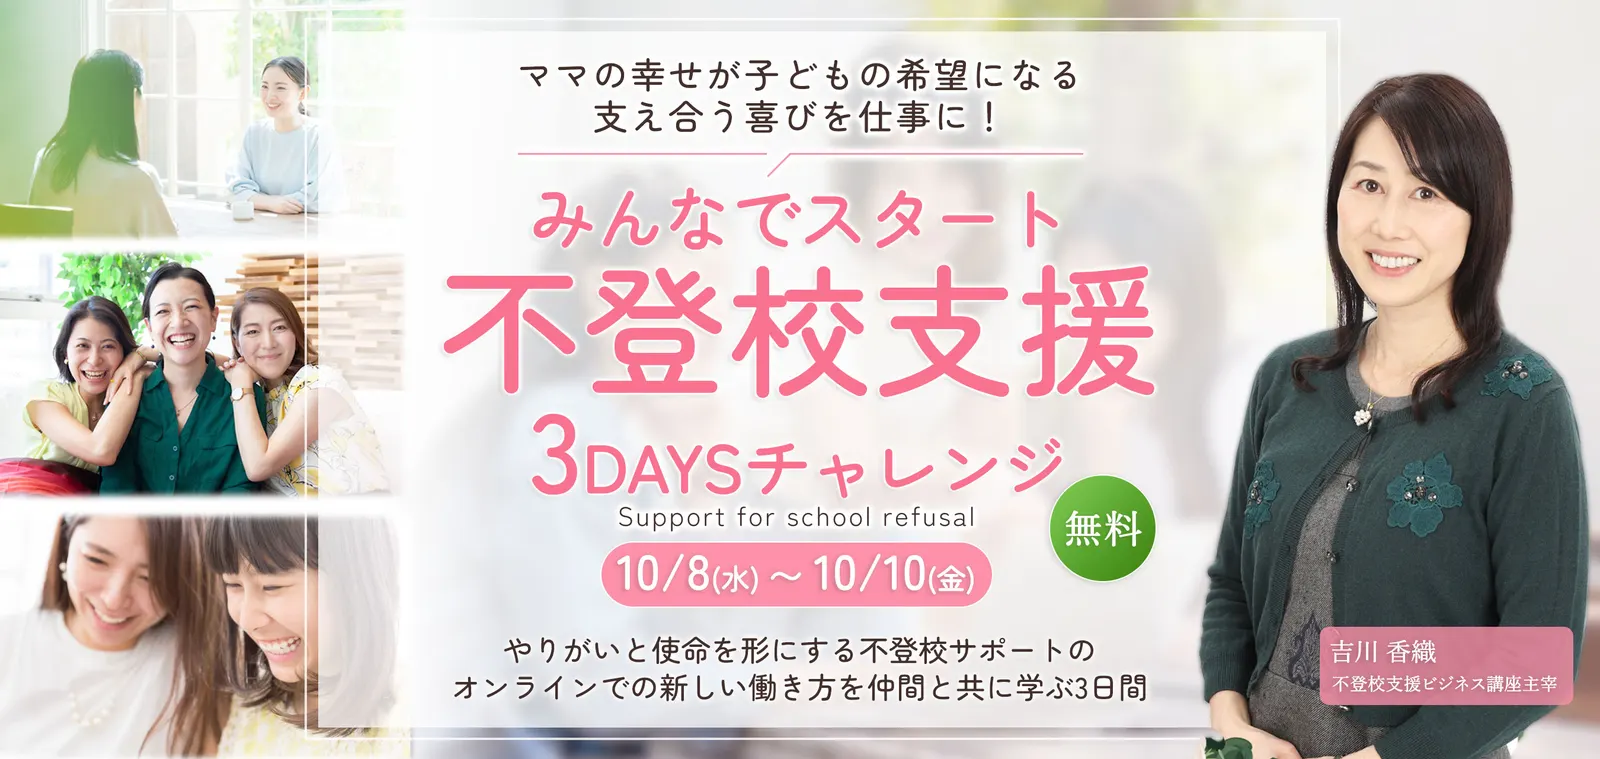 ママの幸せが子どもの希望になる
支え合う喜びを仕事に！
みんなでスタート
不登校支援
3DAYSチャレンジ
Support for school refusal
無料
10/8(水) ～ 10/10(金)
やりがいと使命を形にする不登校サポートの
オンラインでの新しい働き方を仲間と共に学ぶ3日間
吉川 香織
不登校支援ビジネス講座主宰